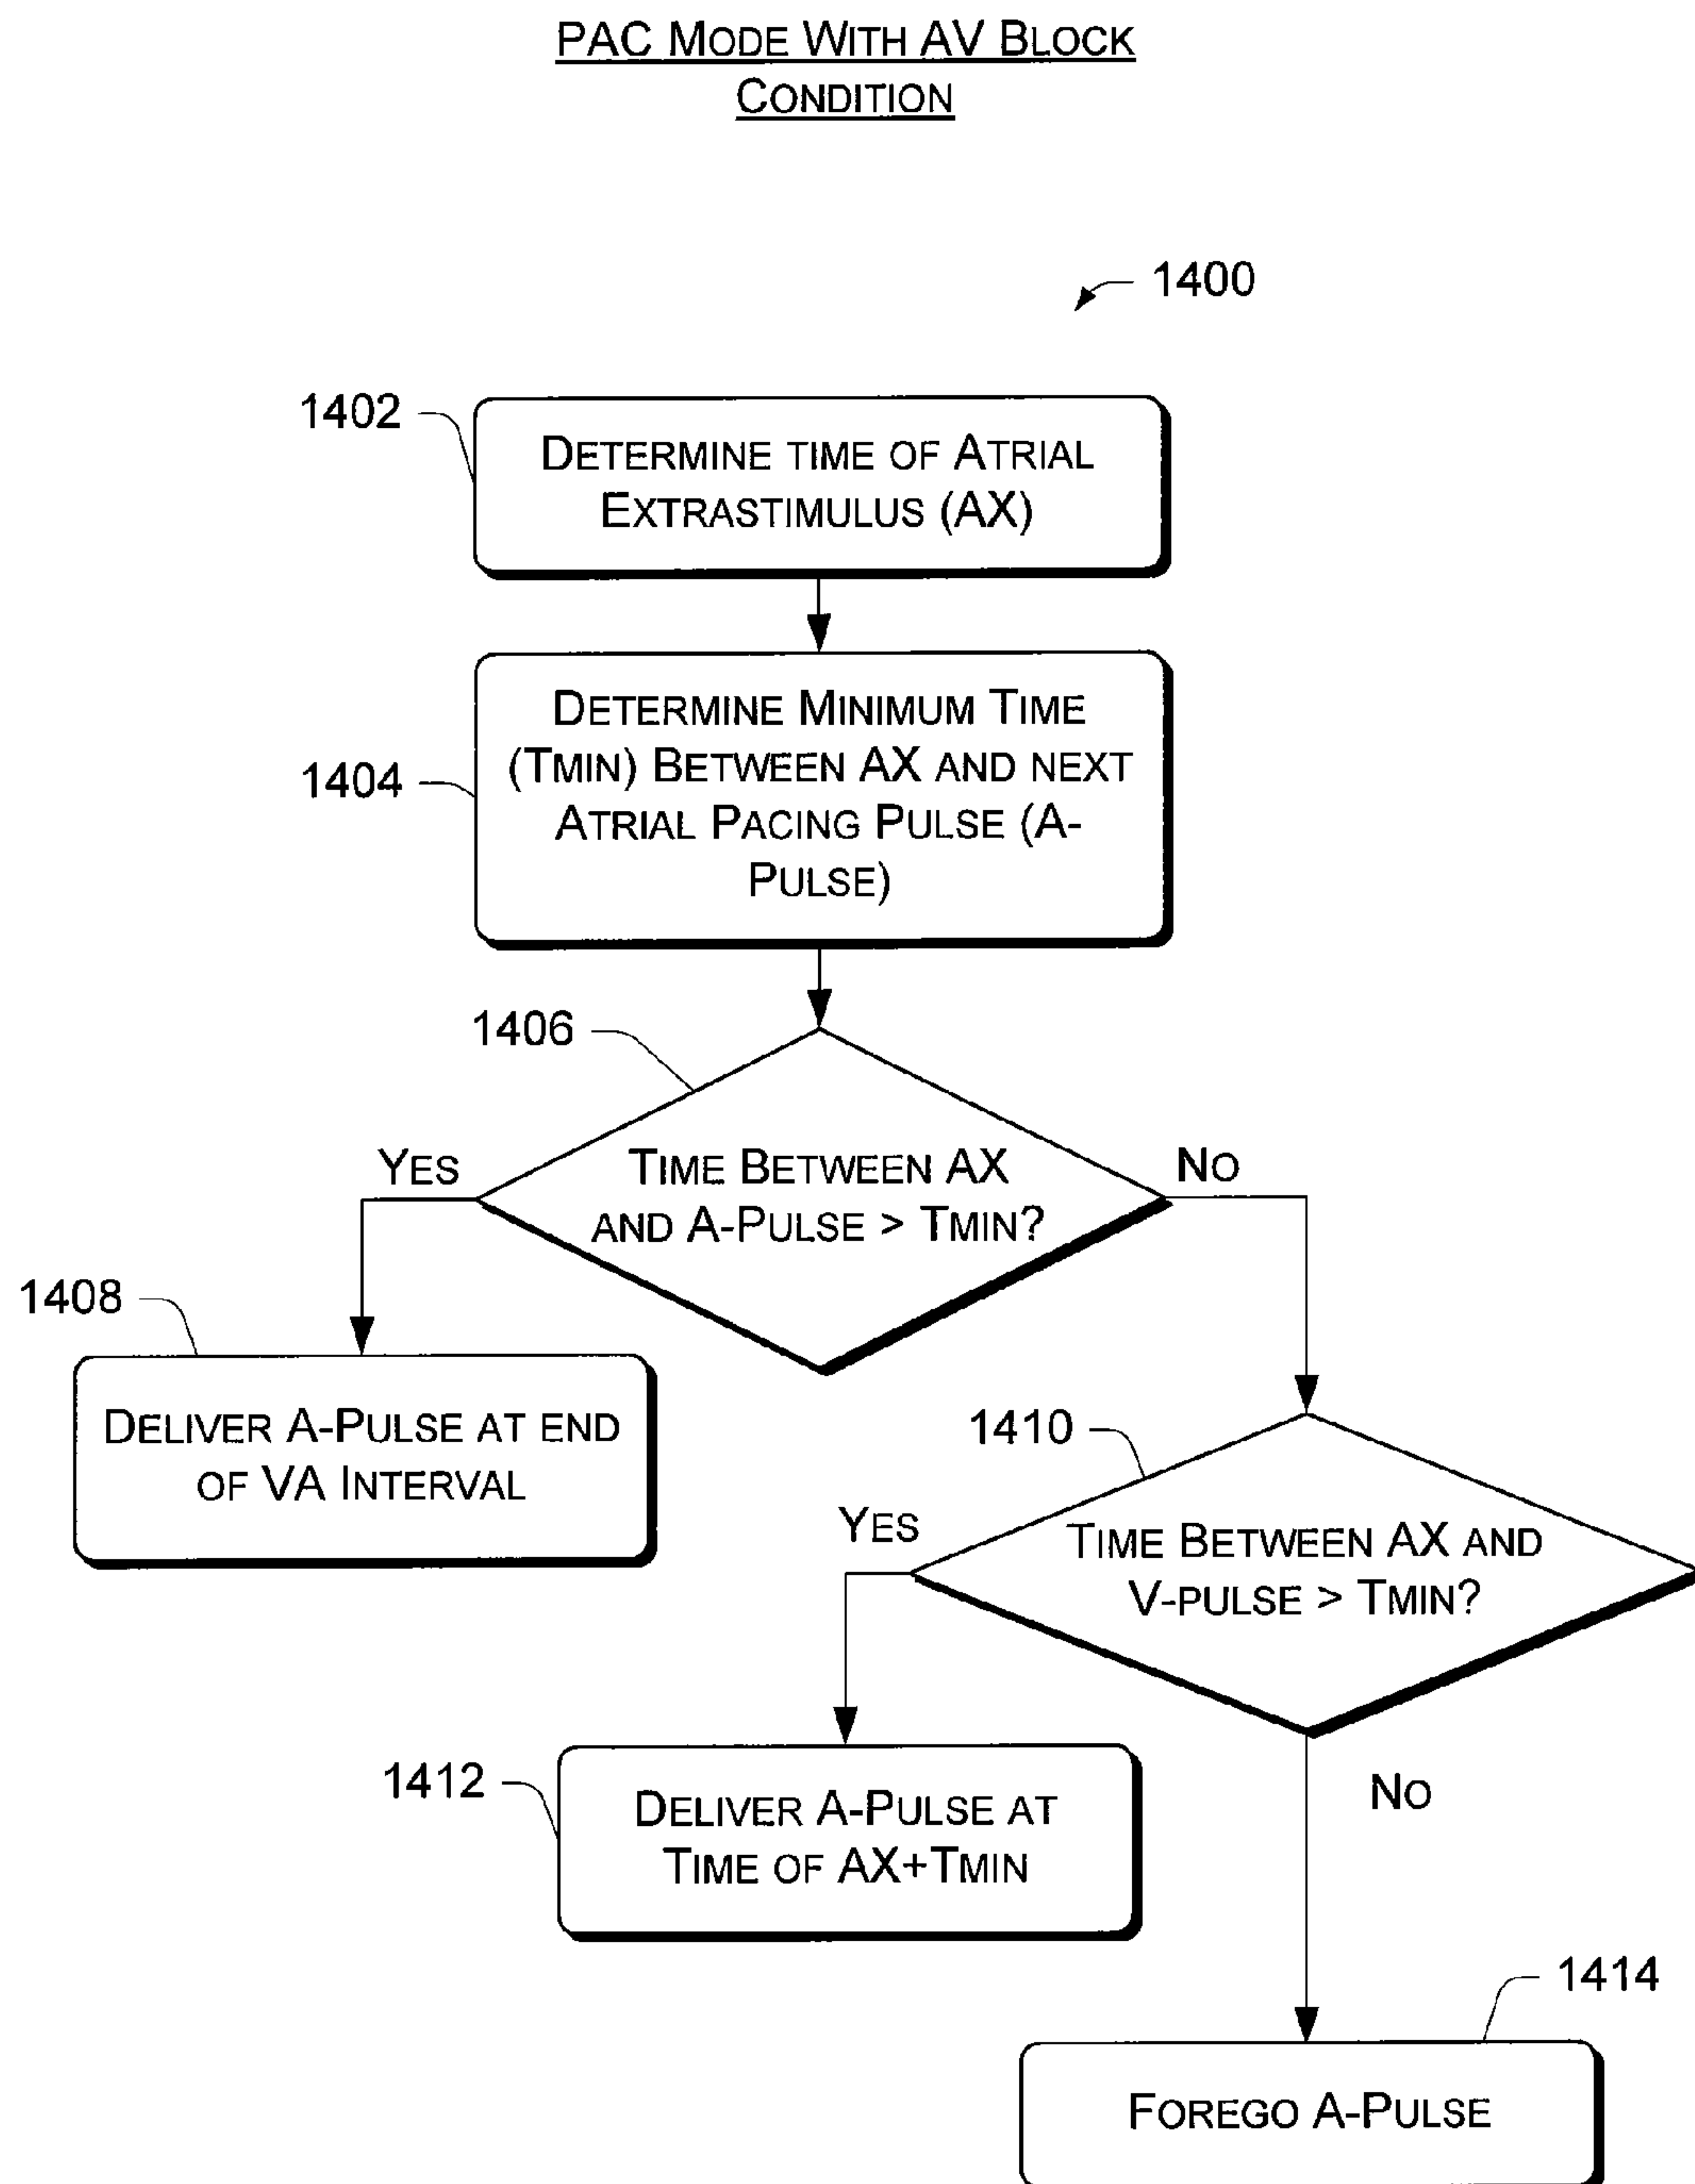 PAC MODE WITH AV BLOCK
CONDITION
1400
1402
DETERMINE TIME OF ATRIAL
EXTRASTIMULUS (AX)
1404
DETERMINE MINIMUM TIME
(TMIN) BETWEEN AX AND NEXT
ATRIAL PACING PULSE (A-
PULSE)
1406
YES
TIME BETWEEN AX
AND A-PULSE > TMIN?
NO
1408
DELIVER A-PULSE AT END
OF VA INTERVAL
1410
YES
TIME BETWEEN AX AND
V-PULSE > TMIN?
1412
DELIVER A-PULSE AT
TIME OF AX+TMIN
NO
1414
FOREGO A-PULSE